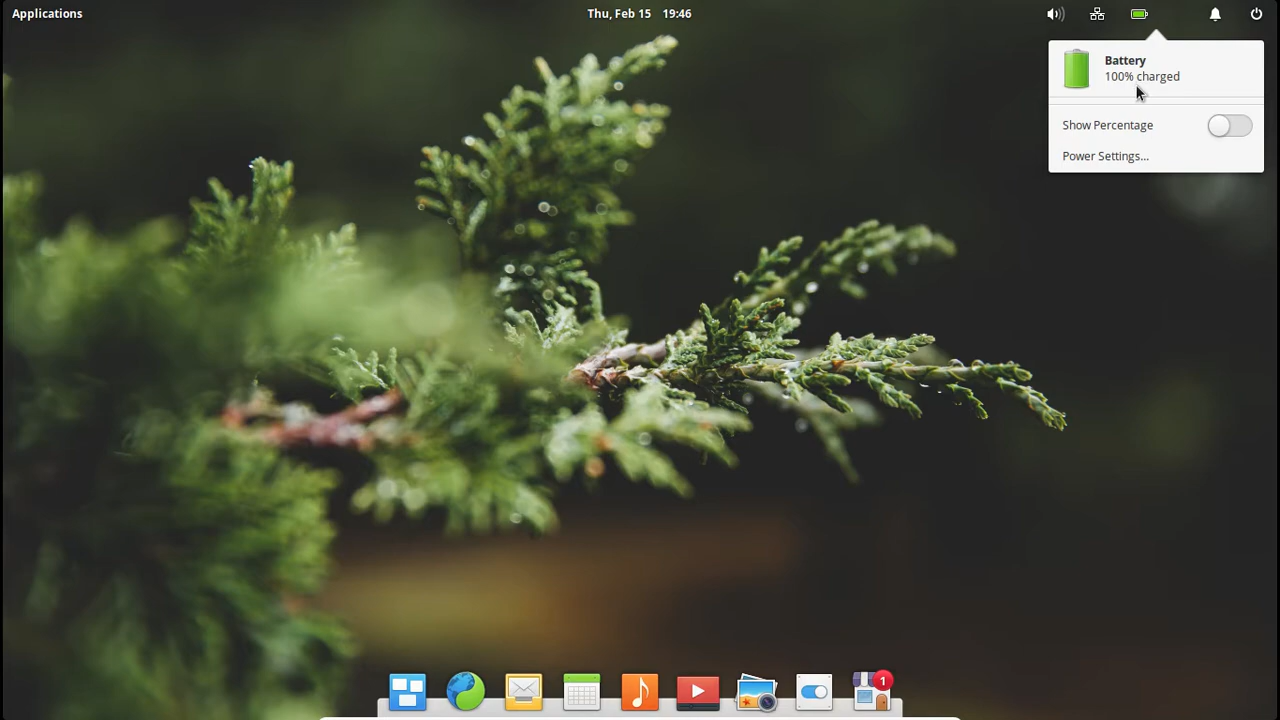 Applications
Thu, Feb 15 19:46
Battery
100% charged
Show Percentage
Power Settings...
1